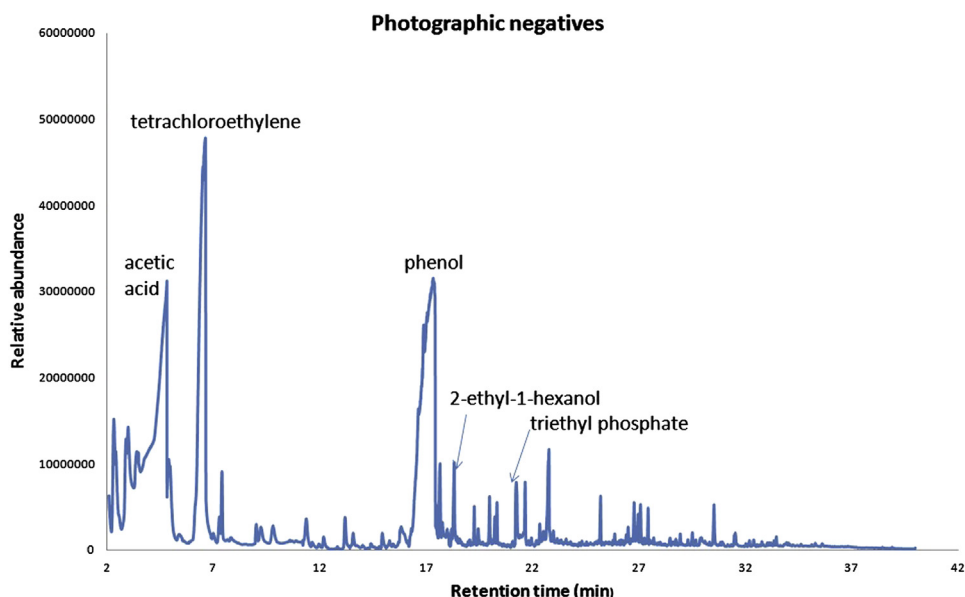 Photographic negatives
60000000
50000000
40000000
30000000
20000000
10000000
0
Relative abundance
tetrachloroethylene
acetic
acid
phenol
2-ethyl-1-hexanol
triethyl phosphate
2 7 12 17 22 27 32 37 42
Retention time (min)